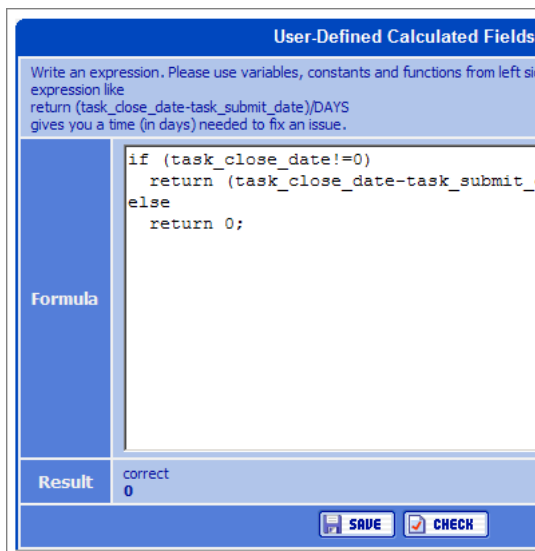 User-Defined Calculated Fields
Write an expression. Please use variables, constants and functions from left
expression like
return (task_close_date-task_submit_date)/DAYS
gives you a time (in days) needed to fix an issue.
Formula
if (task_close_date!=0)
return (task_close_date-task_submit_
else
return 0;
Result
correct
0
SAVE
CHECK